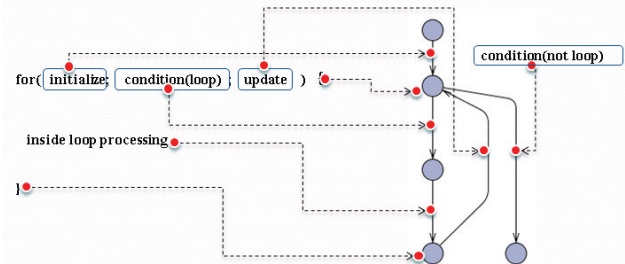 condition(not loop)
for( initialize; condition(loop) ; update ) {
inside loop processing
}